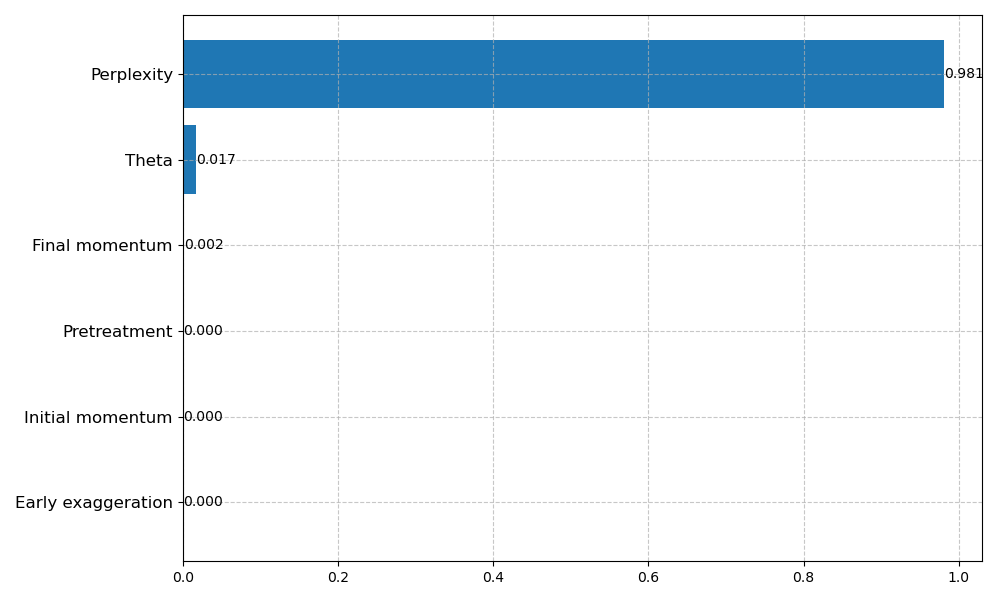 Perplexity 0.981
Theta 0.017
Final momentum 0.002
Pretreatment 0.000
Initial momentum 0.000
Early exaggeration 0.000
0.0 0.2 0.4 0.6 0.8 1.0